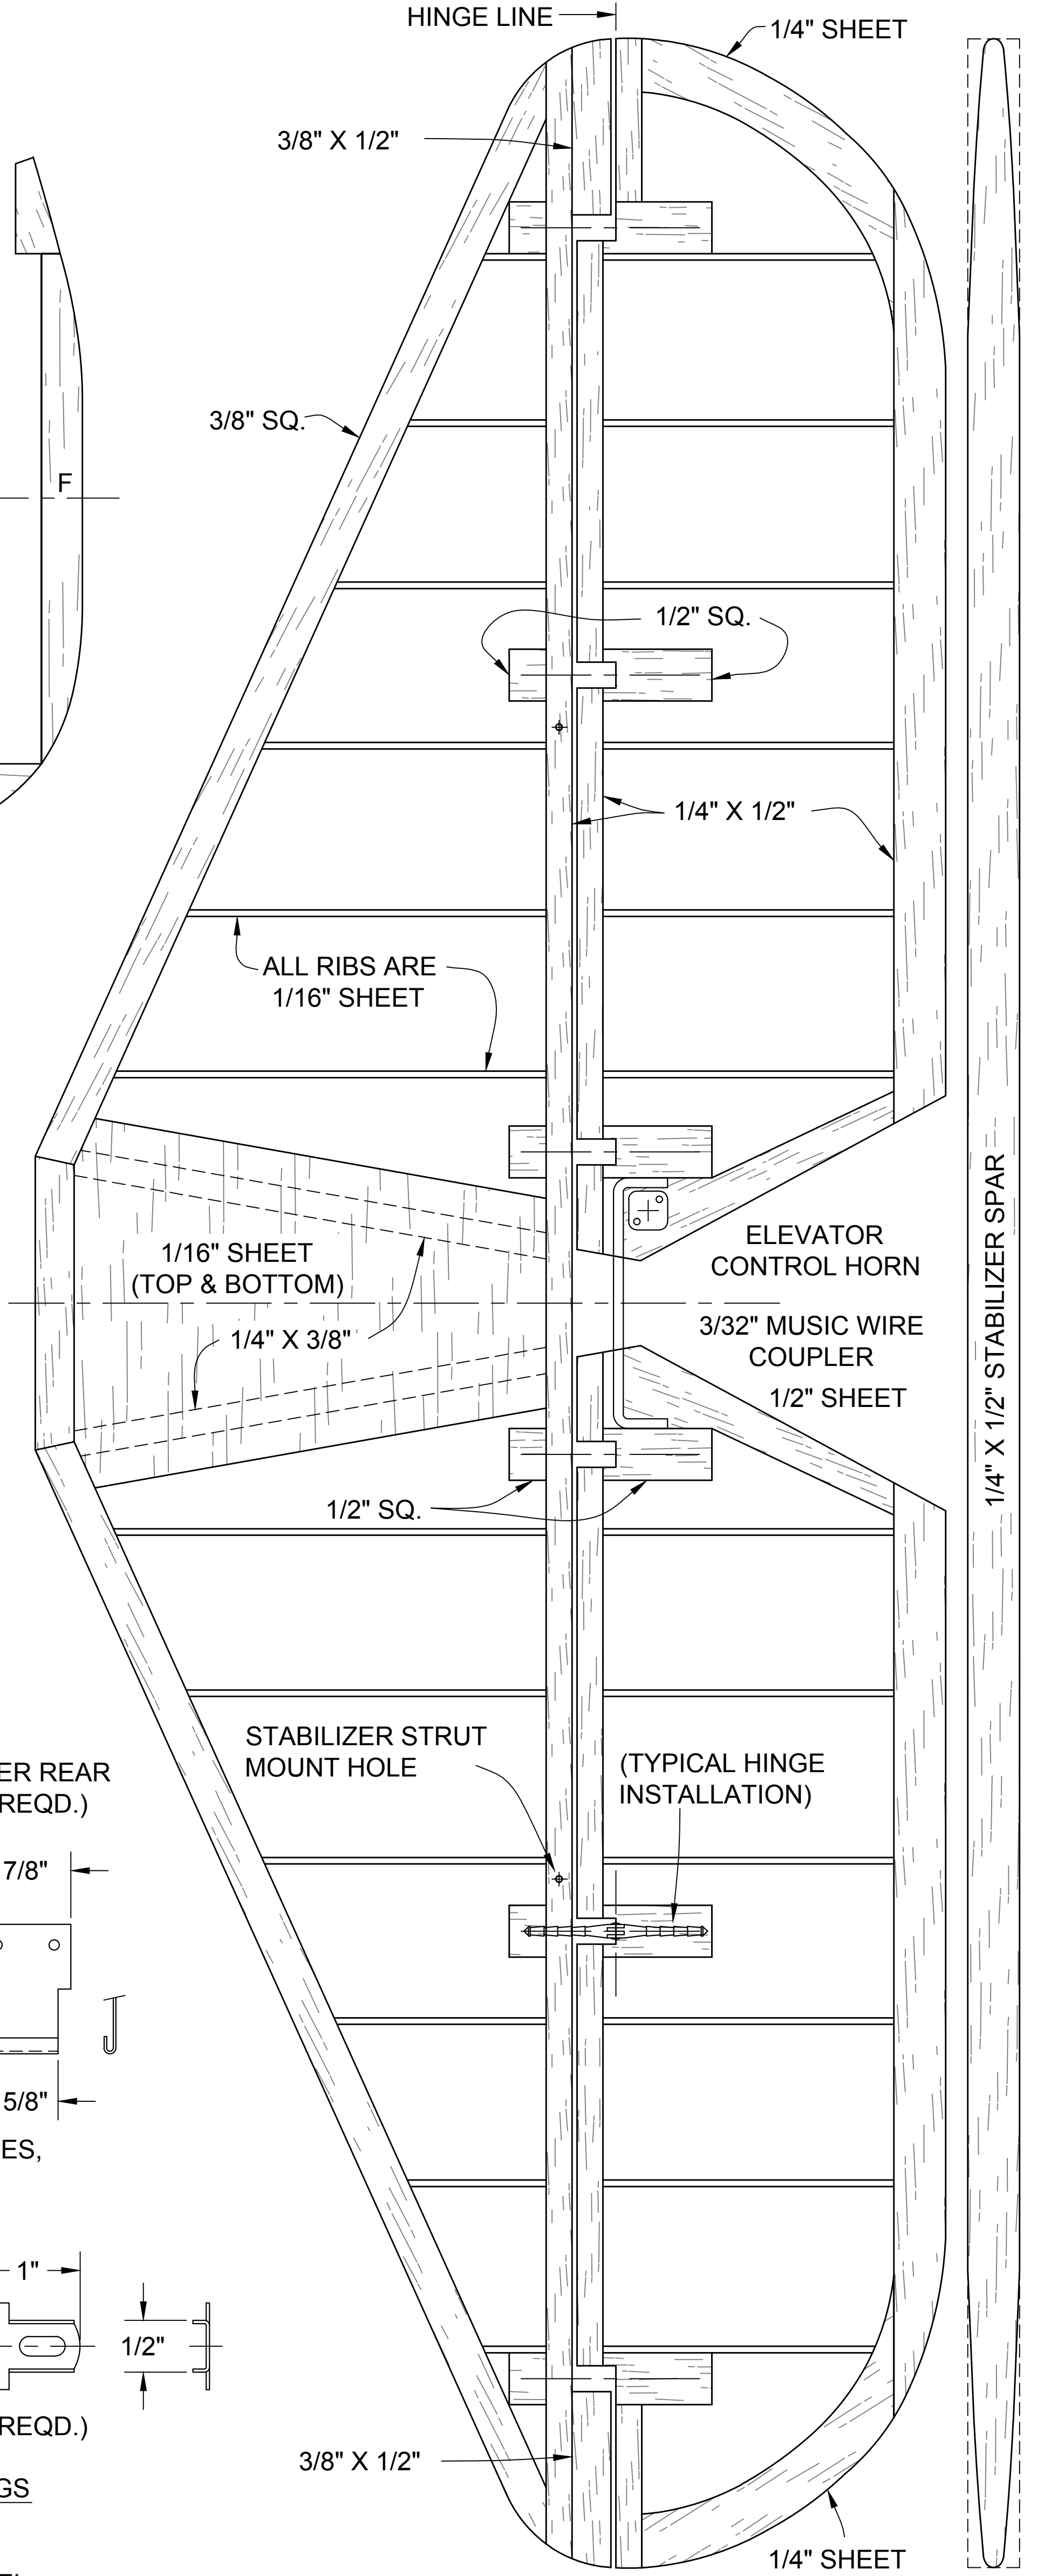 HINGE LINE
1/4" SHEET
3/8" X 1/2"
3/8" SQ.
F
1/2" SQ.
1/4" X 1/2"
ALL RIBS ARE
1/16" SHEET
1/16" SHEET
(TOP & BOTTOM)
1/4" X 3/8"
ELEVATOR
CONTROL HORN
3/32" MUSIC WIRE
COUPLER
1/2" SHEET
1/4" X 1/2" STABILIZER SPAR
1/2" SQ.
STABILIZER STRUT
MOUNT HOLE
(TYPICAL HINGE
INSTALLATION)
ER REAR
REQD.)
7/8"
5/8"
ES,
1"
1/2"
REQD.)
3/8" X 1/2"
GS
1/4" SHEET